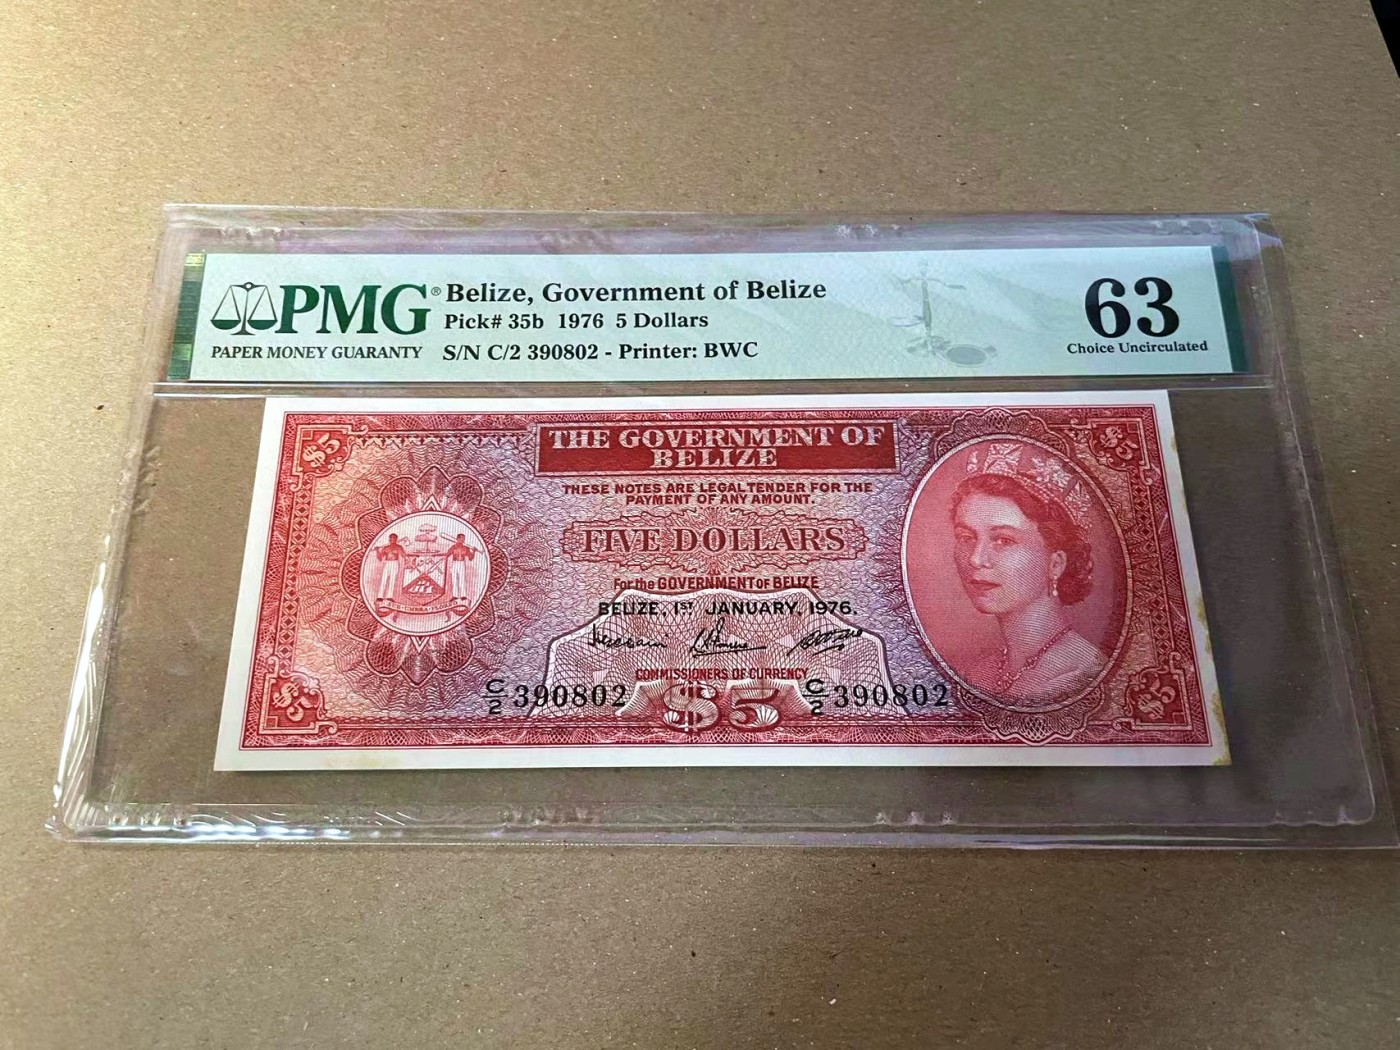 PMG® Belize, Government of Belize
63
Pick# 35b 1976 5 Dollars
PAPER MONEY GUARANTY
S/N C/2 390802 - Printer: BWC
Choice Uncirculated
$5
THE GOVERNMENT OF
BELIZE
$5
THESE NOTES ARE LEGAL TENDER FOR THE
PAYMENT OF ANY AMOUNT.
FIVE DOLLARS
For the GOVERNMENT OF BELIZE
BELIZE, 1ST JANUARY, 1976.
COMMISSIONERS OF CURRENCY
$5
C/2 390802
$5
C/2 390802
$5